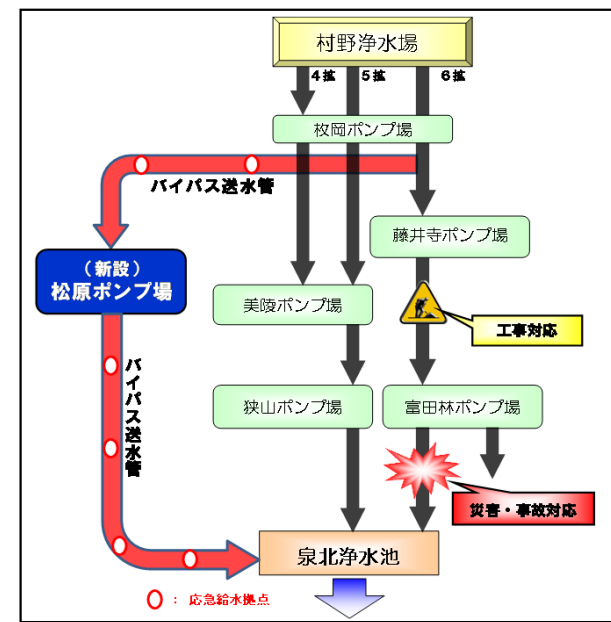 村野浄水場
4拡
5拡
6拡
枚岡ポンプ場
バイパス送水管
藤井寺ポンプ場
（新設）
松原ポンプ場
美陵ポンプ場
工事対応
バイパス送水管
狭山ポンプ場
富田林ポンプ場
災害・事故対応
泉北浄水池
： 応急給水拠点